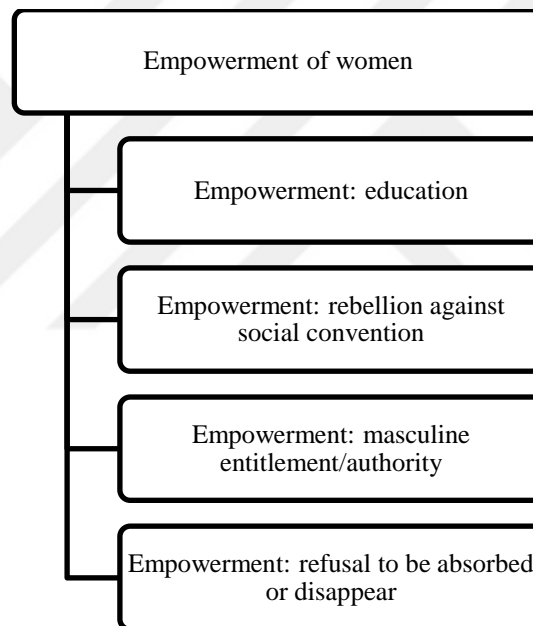 Empowerment of women
Empowerment: education
Empowerment: rebellion against
social convention
Empowerment: masculine
entitlement/authority
Empowerment: refusal to be absorbed
or disappear